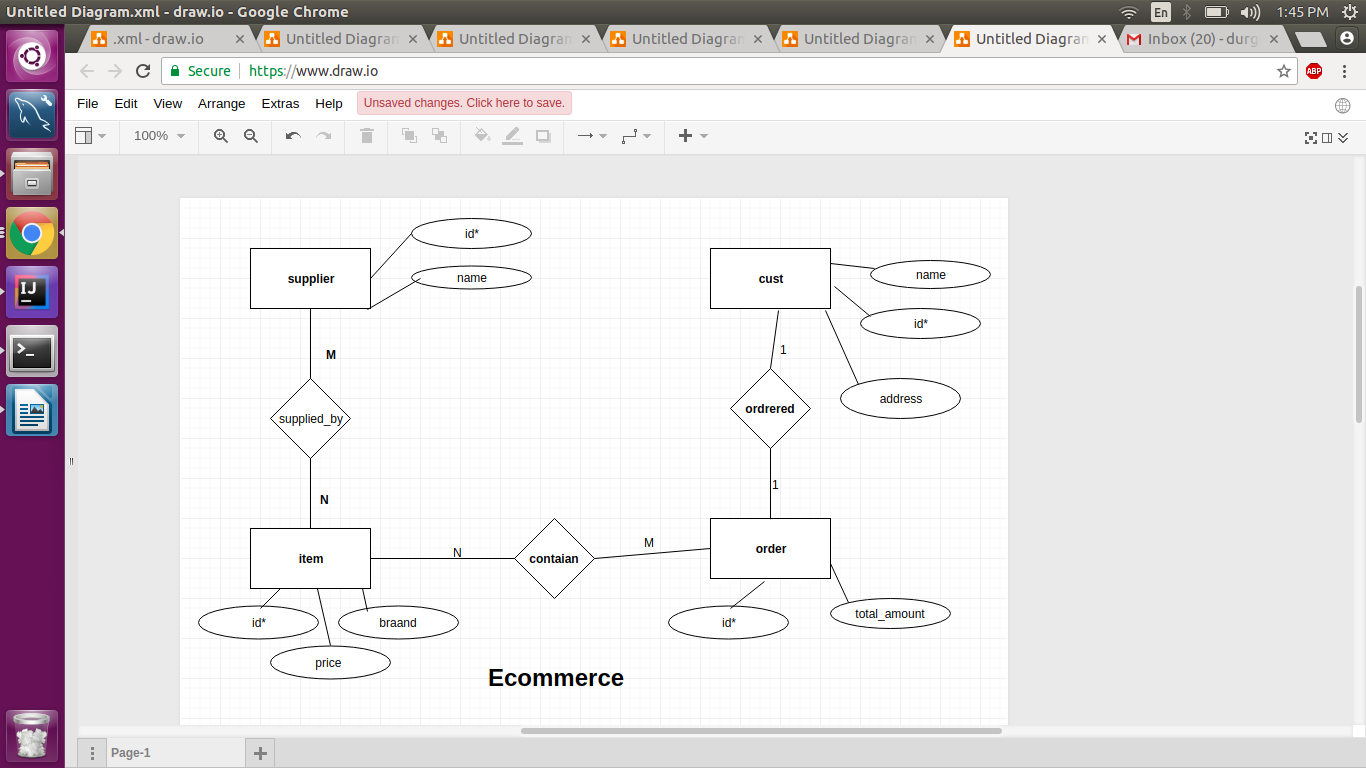 Untitled Diagram.xml - draw.io - Google Chrome
En
1:45 PM
.xml - draw.io
Untitled Diagram
Untitled Diagram
Untitled Diagram
Untitled Diagram
Untitled Diagram
Inbox (20) - durg
Secure
https://www.draw.io
ABP
File Edit View Arrange Extras Help Unsaved changes. Click here to save.
100%
id*
supplier
name
cust
name
id*
M
1
supplied_by
ordrered
address
N
1
item
N
contaian
M
order
id*
braand
id*
total_amount
price
Ecommerce
Page-1
IJ
>_